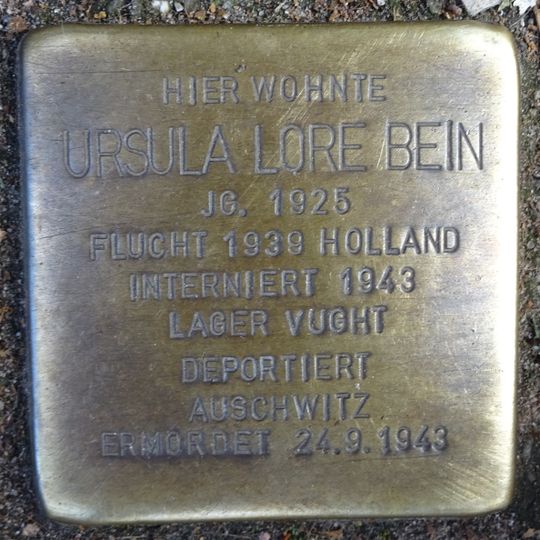 HIER WOHNTE
URSULA LORE BEIN
JG. 1925
FLUCHT 1939 HOLLAND
INTERNIERT 1943
LAGER VUGHT
DEPORTIERT
AUSCHWITZ
ERMORDET 24.9.1943